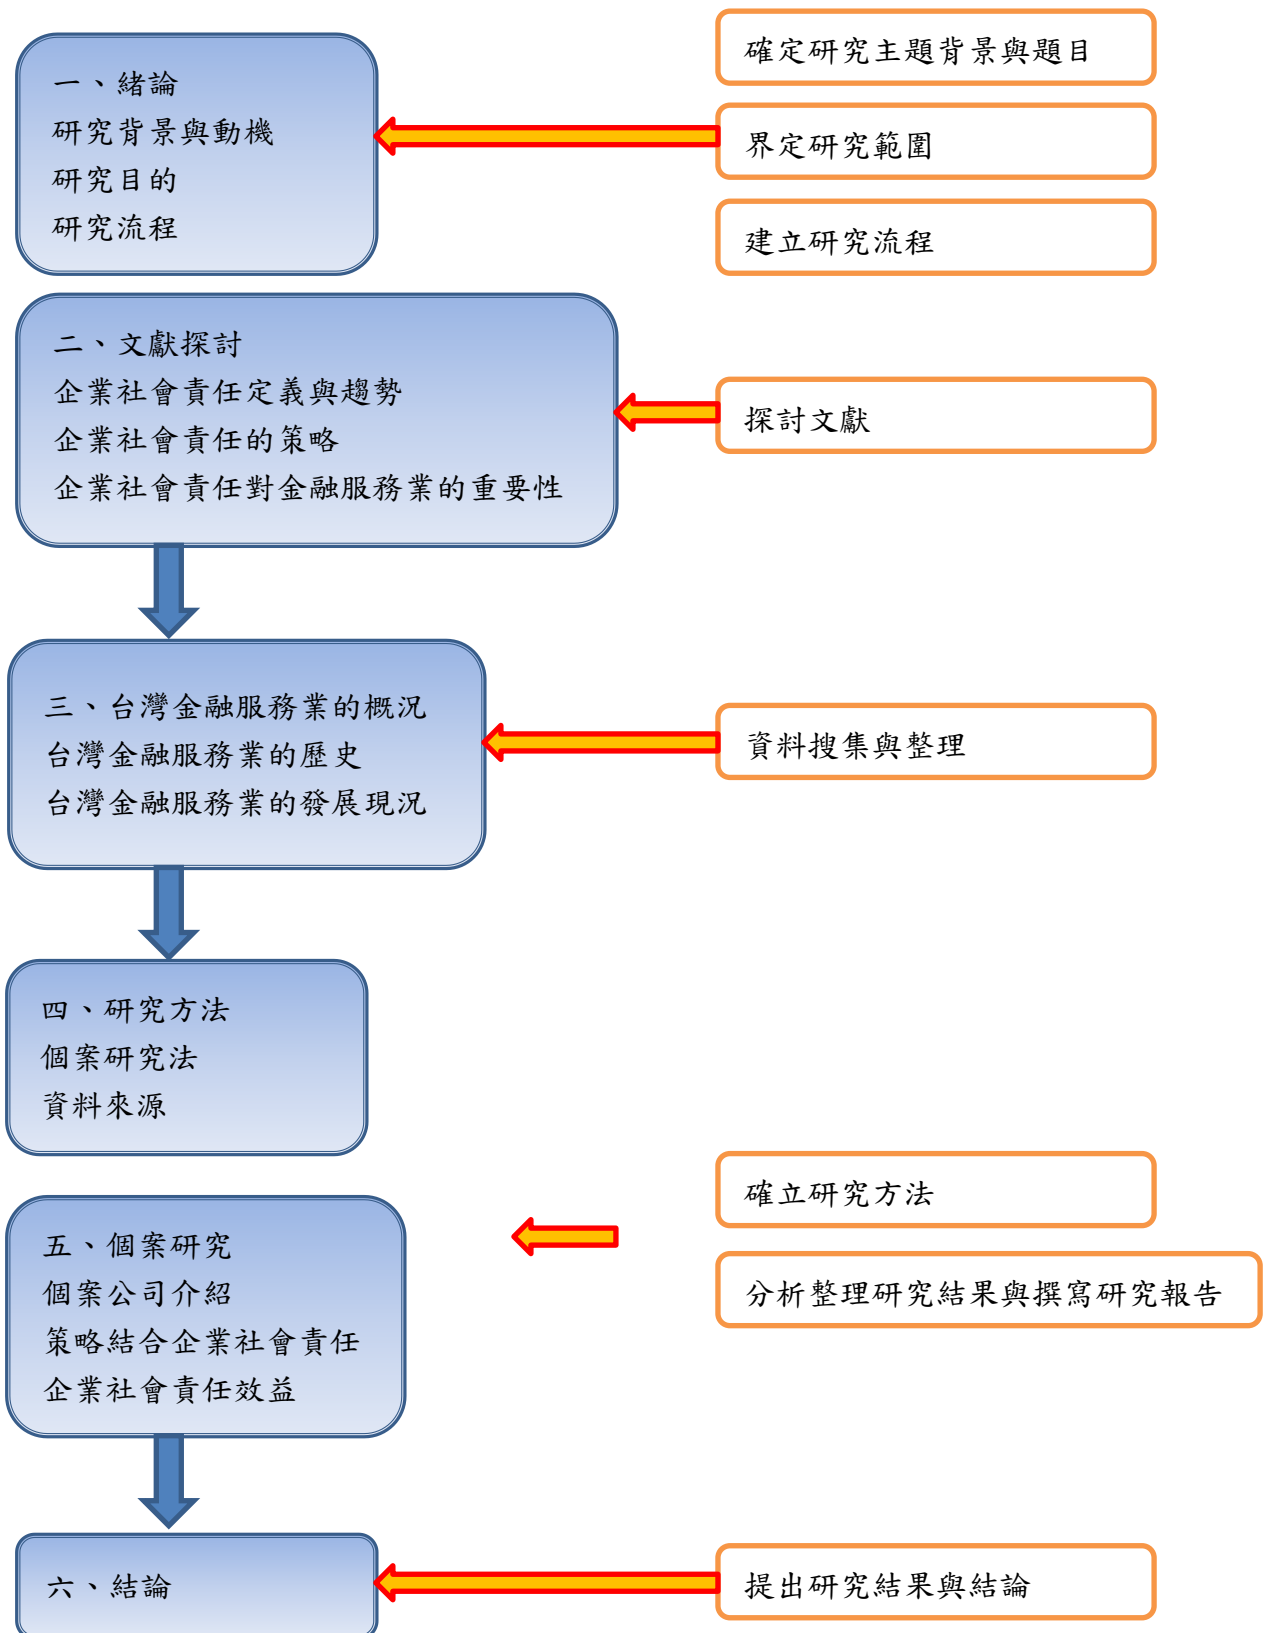 一、緒論
研究背景與動機
研究目的
研究流程
確定研究主題背景與題目
界定研究範圍
建立研究流程
二、文獻探討
企業社會責任定義與趨勢
企業社會責任的策略
企業社會責任對金融服務業的重要性
探討文獻
三、台灣金融服務業的概況
台灣金融服務業的歷史
台灣金融服務業的發展現況
資料搜集與整理
四、研究方法
個案研究法
資料來源
確立研究方法
五、個案研究
個案公司介紹
策略結合企業社會責任
企業社會責任效益
分析整理研究結果與撰寫研究報告
六、結論
提出研究結果與結論